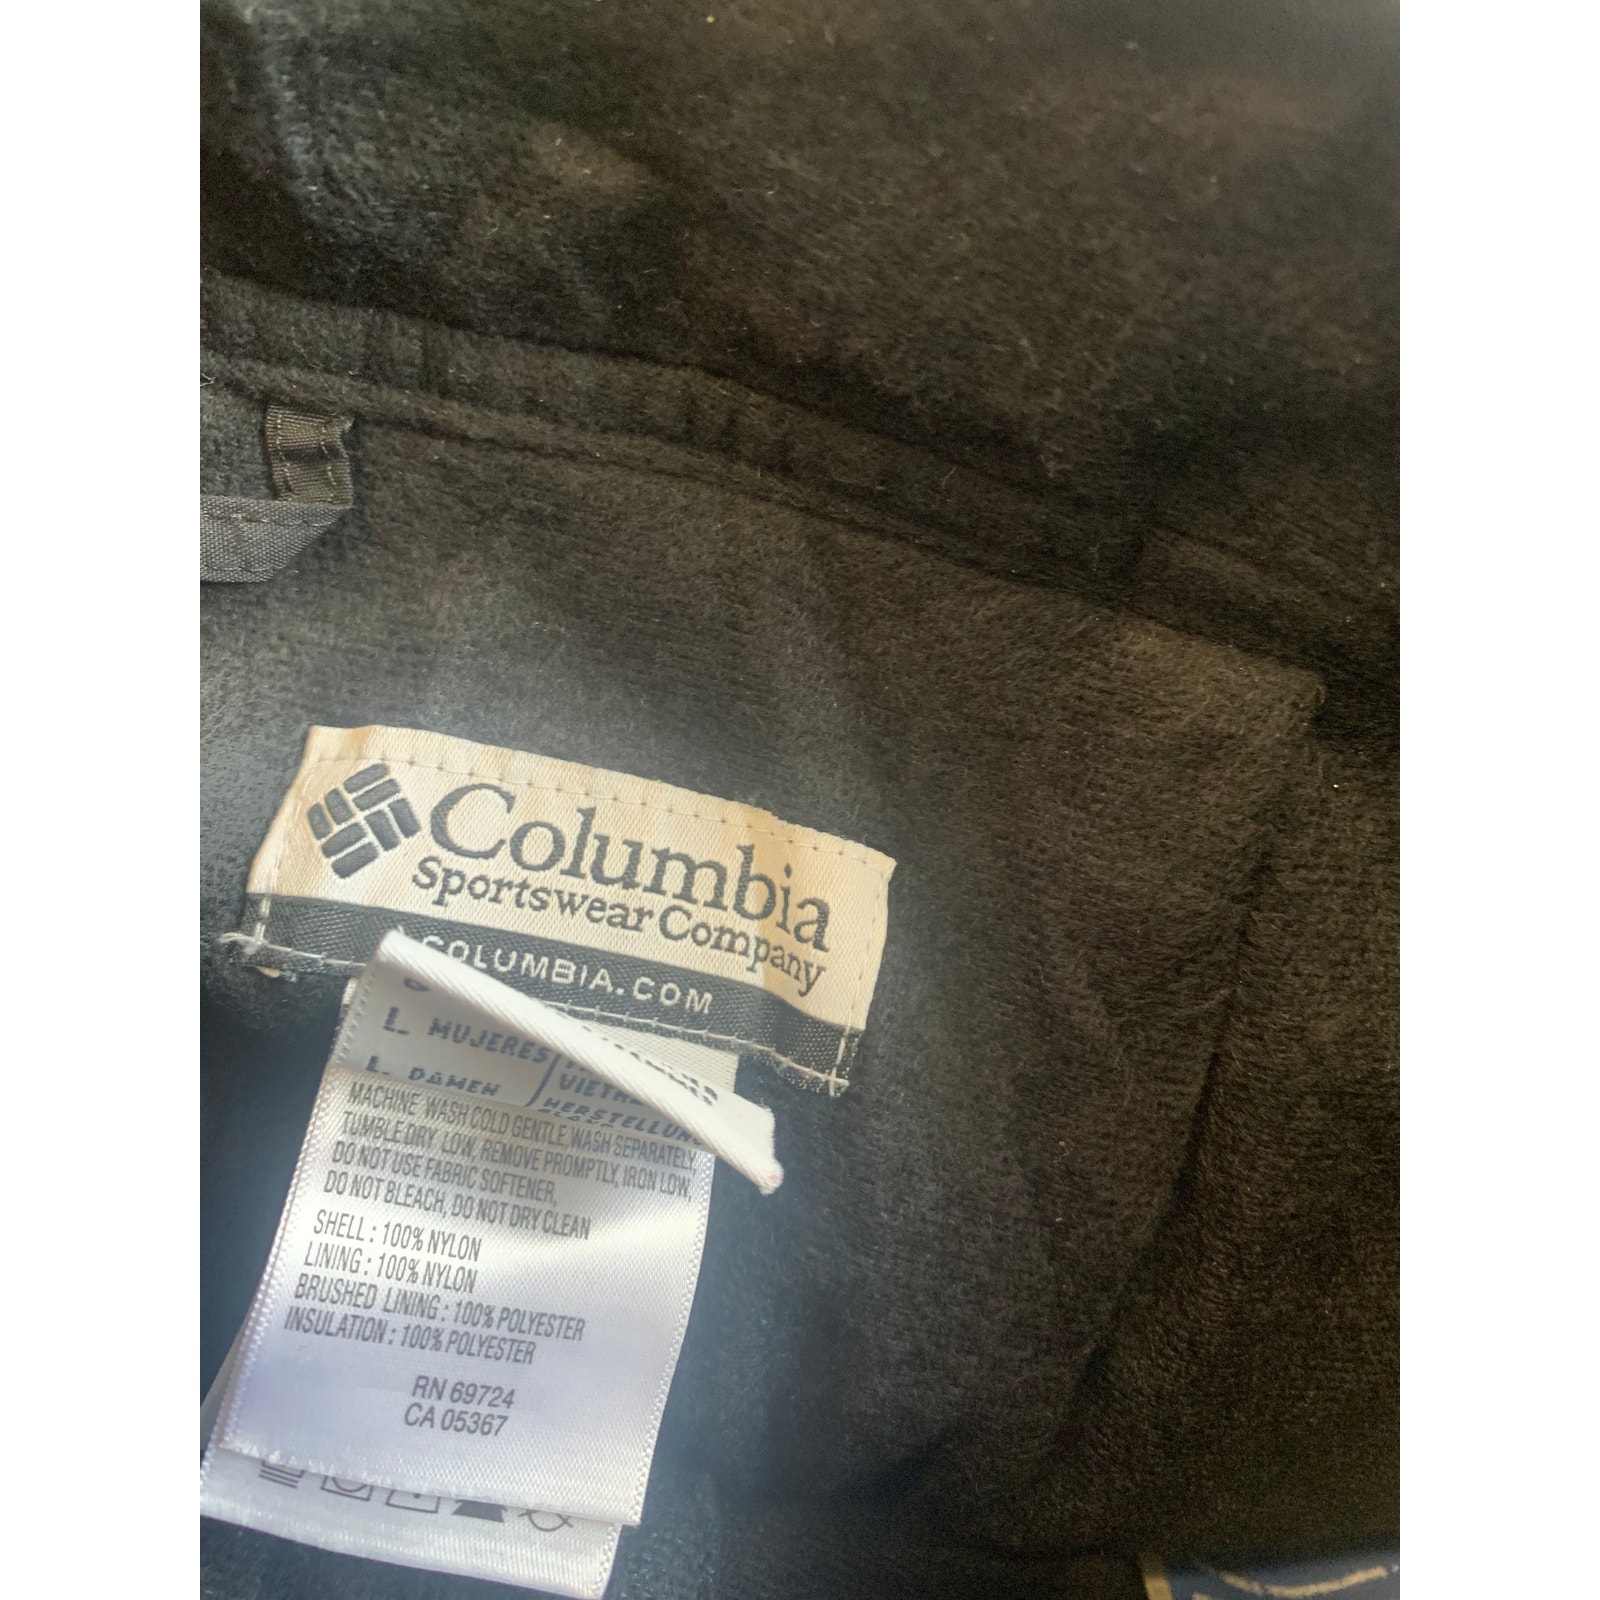 Columbia
Sportswear Company
COLUMBIA.COM
L MUJERES
L DAMEN
MACHINE WASH COLD GENTLE, WASH SEPARATELY,
TUMBLE DRY LOW, REMOVE PROMPTLY, IRON LOW,
DO NOT USE FABRIC SOFTENER,
DO NOT BLEACH, DO NOT DRY CLEAN
SHELL : 100% NYLON
LINING : 100% NYLON
BRUSHED LINING : 100% POLYESTER
INSULATION : 100% POLYESTER
RN 69724
CA 05367